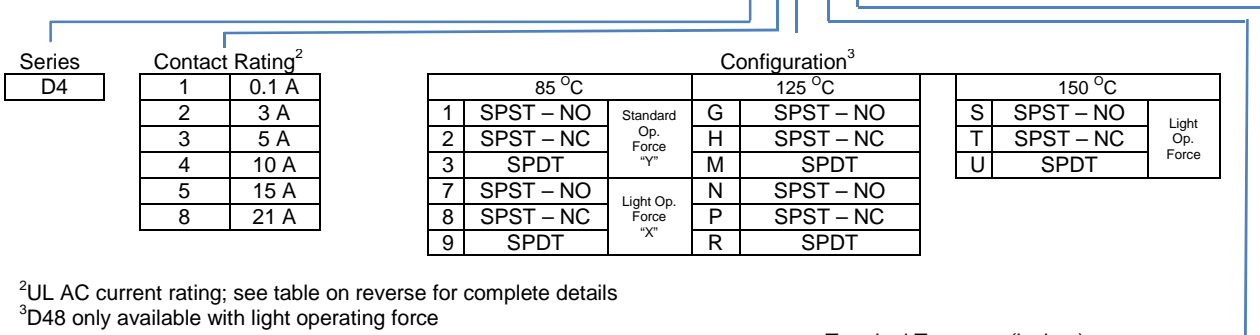 Series Contact Rating2 Configuration3
D4 1 0.1 A 85 OC 125 OC 150 OC
2 3 A 1 SPST – NO Standard Op. Force “Y” G SPST – NO S SPST – NO Light Op. Force
3 5 A 2 SPST – NC H SPST – NC T SPST – NC
4 10 A 3 SPDT M SPDT U SPDT
5 15 A 7 SPST – NO Light Op. Force “X” N SPST – NO
8 21 A 8 SPST – NC P SPST – NC
9 SPDT R SPDT
2UL AC current rating; see table on reverse for complete details
3D48 only available with light operating force